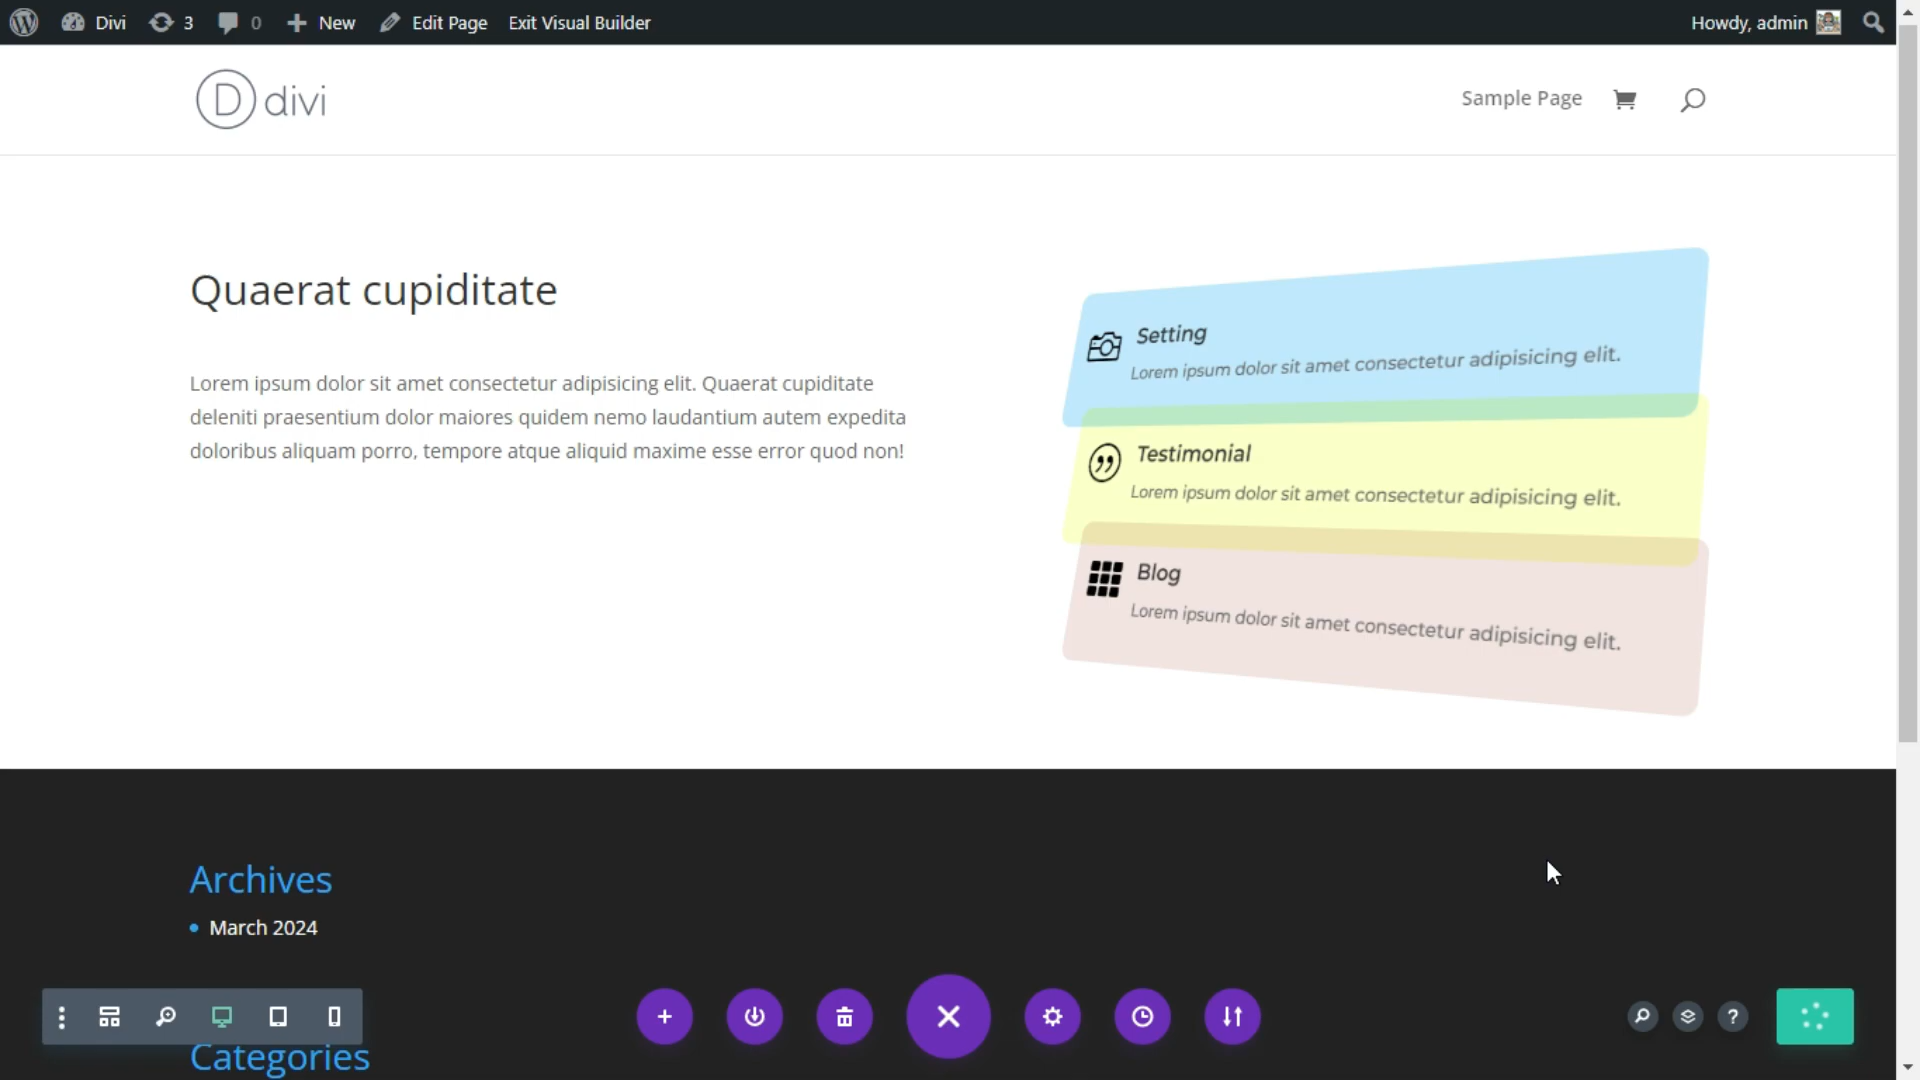 Divi 3 0 New Edit Page Exit Visual Builder Howdy, admin
D divi
Sample Page
Quaerat cupiditate
Lorem ipsum dolor sit amet consectetur adipisicing elit. Quaerat cupiditate
deleniti praesentium dolor maiores quidem nemo laudantium autem expedita
doloribus aliquam porro, tempore atque aliquid maxime esse error quod non!
Setting
Lorem ipsum dolor sit amet consectetur adipisicing elit.
Testimonial
Lorem ipsum dolor sit amet consectetur adipisicing elit.
Blog
Lorem ipsum dolor sit amet consectetur adipisicing elit.
Archives
March 2024
Categories